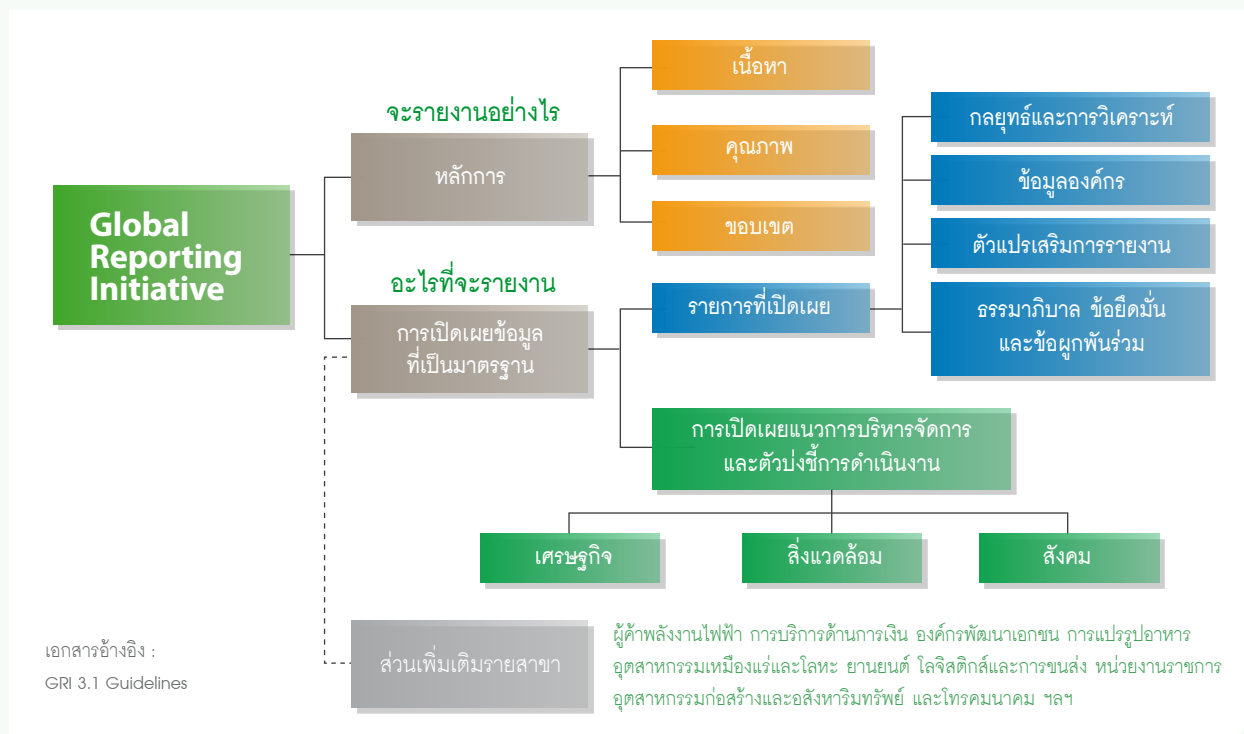 Global
Reporting
Initiative
จะรายงานอย่างไร
หลักการ
เนื้อหา
คุณภาพ
ขอบเขต
อะไรที่จะรายงาน
การเปิดเผยข้อมูล
ที่เป็นมาตรฐาน
รายการที่เปิดเผย
กลยุทธ์และการวิเคราะห์
ข้อมูลองค์กร
ตัวแปรเสริมการรายงาน
ธรรมาภิบาล ข้อยึดมั่น
และข้อผูกพันร่วม
การเปิดเผยแนวการบริหารจัดการ
และตัวบ่งชี้การดำเนินงาน
เศรษฐกิจ
สิ่งแวดล้อม
สังคม
ส่วนเพิ่มเติมรายสาขา
ผู้ค้าพลังงานไฟฟ้า การบริการด้านการเงิน องค์กรพัฒนาเอกชน การแปรรูปอาหาร
อุตสาหกรรมเหมืองแร่และโลหะ ยานยนต์ โลจิสติกส์และการขนส่ง หน่วยงานราชการ
อุตสาหกรรมก่อสร้างและอสังหาริมทรัพย์ และโทรคมนาคม ฯลฯ
เอกสารอ้างอิง :
GRI 3.1 Guidelines